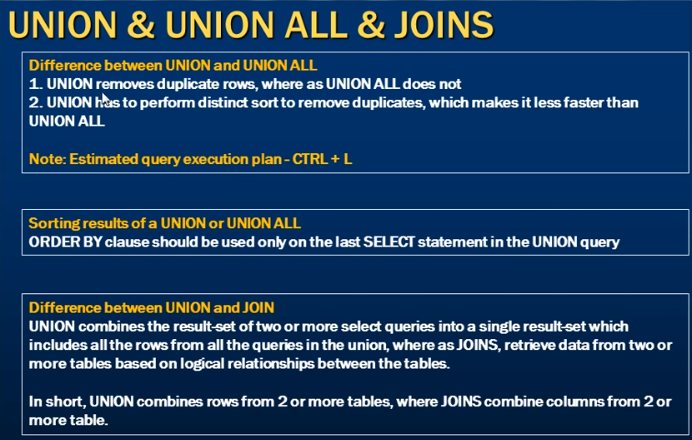 UNION & UNION ALL & JOINS
Difference between UNION and UNION ALL
1. UNION removes duplicate rows, where as UNION ALL does not
2. UNION has to perform distinct sort to remove duplicates, which makes it less faster than
UNION ALL
Note: Estimated query execution plan - CTRL + L
Sorting results of a UNION or UNION ALL
ORDER BY clause should be used only on the last SELECT statement in the UNION query
Difference between UNION and JOIN
UNION combines the result-set of two or more select queries into a single result-set which
includes all the rows from all the queries in the union, where as JOINS, retrieve data from two or
more tables based on logical relationships between the tables.
In short, UNION combines rows from 2 or more tables, where JOINS combine columns from 2 or
more table.